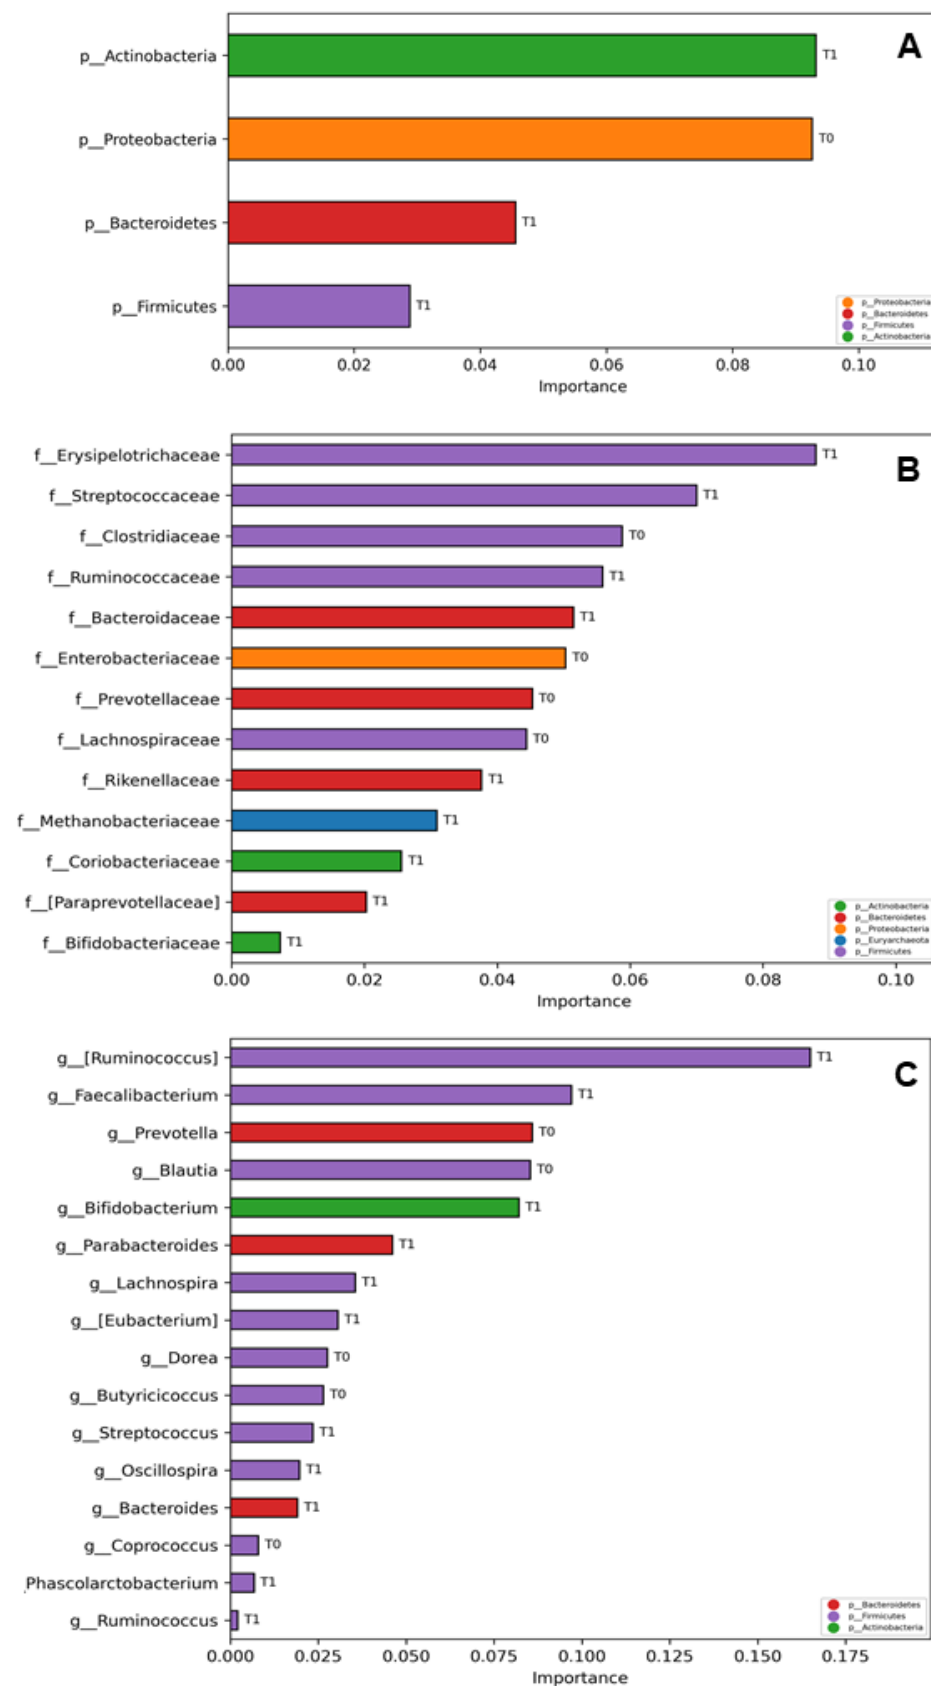 A
p__Actinobacteria T1
p__Proteobacteria T0
p__Bacteroidetes T1
p__Firmicutes T1
p__Proteobacteria
p__Bacteroidetes
p__Firmicutes
p__Actinobacteria
0.00 0.02 0.04 0.06 0.08 0.10
Importance
B
f__Erysipelotrichaceae T1
f__Streptococcaceae T1
f__Clostridiaceae T0
f__Ruminococcaceae T1
f__Bacteroidaceae T1
f__Enterobacteriaceae T0
f__Prevotellaceae T0
f__Lachnospiraceae T0
f__Rikenellaceae T1
f__Methanobacteriaceae T1
f__Coriobacteriaceae T1
f__[Paraprevotellaceae] T1
f__Bifidobacteriaceae T1
p__Actinobacteria
p__Bacteroidetes
p__Proteobacteria
p__Euryarchaeota
p__Firmicutes
0.00 0.02 0.04 0.06 0.08 0.10
Importance
C
g__[Ruminococcus] T1
g__Faecalibacterium T1
g__Prevotella T0
g__Blautia T0
g__Bifidobacterium T1
g__Parabacteroides T1
g__Lachnospira T1
g__[Eubacterium] T1
g__Dorea T0
g__Butyricicoccus T0
g__Streptococcus T1
g__Oscillospira T1
g__Bacteroides T1
g__Coprococcus T0
Phascolarctobacterium T1
g__Ruminococcus T1
p__Bacteroidetes
p__Firmicutes
p__Actinobacteria
0.000 0.025 0.050 0.075 0.100 0.125 0.150 0.175
Importance